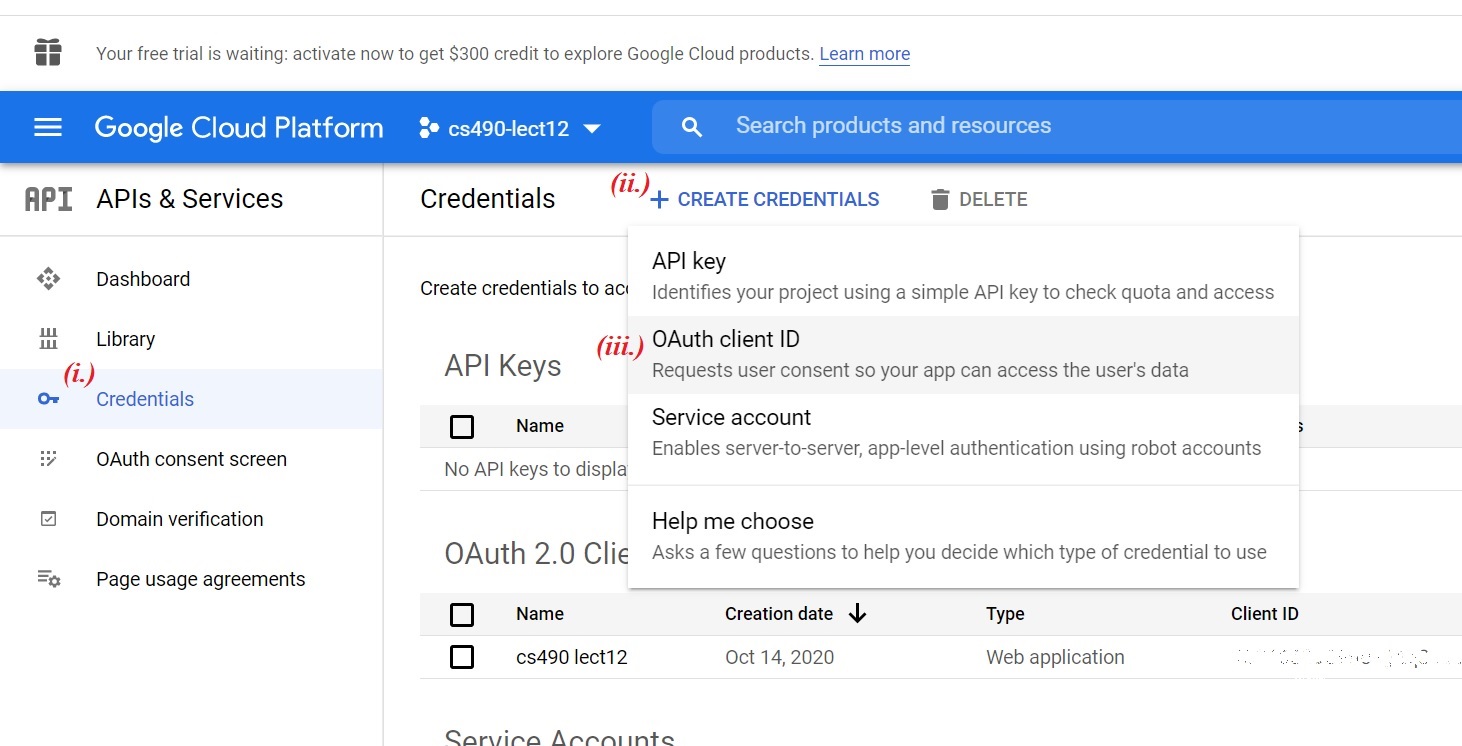 Your free trial is waiting: activate now to get $300 credit to explore Google Cloud products. Learn more
Google Cloud Platform
cs490-lect12
Search products and resources
API
APIs & Services
Credentials
(ii.)
+ CREATE CREDENTIALS
DELETE
Dashboard
Library
(i.)
Credentials
OAuth consent screen
Domain verification
Page usage agreements
Create credentials to acc
API key
Identifies your project using a simple API key to check quota and access
(iii.)
OAuth client ID
Requests user consent so your app can access the user's data
Service account
Enables server-to-server, app-level authentication using robot accounts
Help me choose
Asks a few questions to help you decide which type of credential to use
API Keys
Name
s
No API keys to displa
OAuth 2.0 Clie
Name Creation date Type Client ID
cs490 lect12 Oct 14, 2020 Web application
Service Accounts